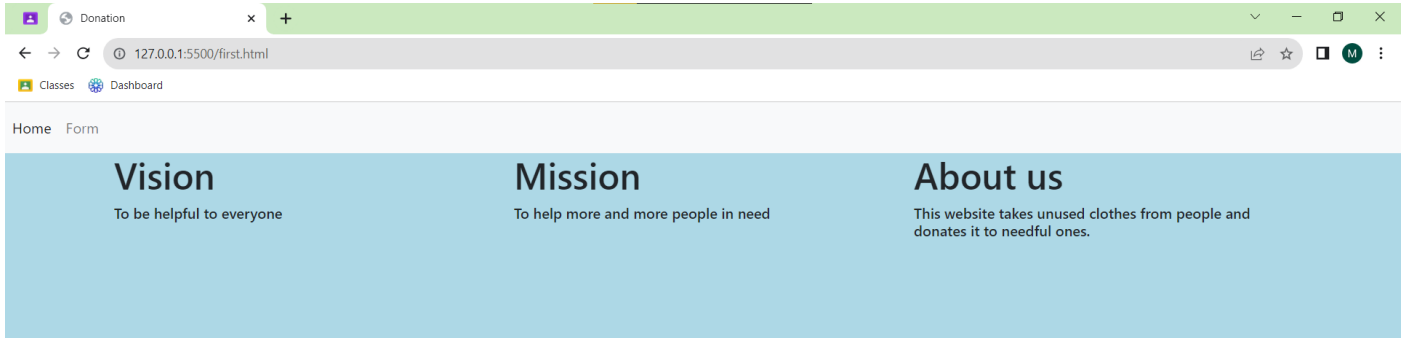 Donation
127.0.0.1:5500/first.html
M
Classes Dashboard
Home Form
Vision
To be helpful to everyone
Mission
To help more and more people in need
About us
This website takes unused clothes from people and
donates it to needful ones.